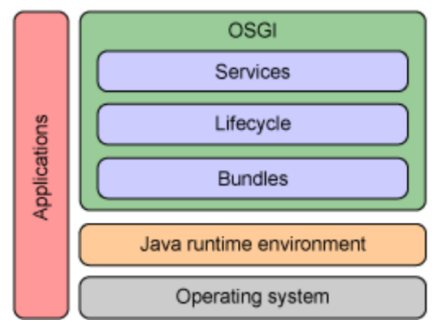 Applications
OSGI
Services
Lifecycle
Bundles
Java runtime environment
Operating system